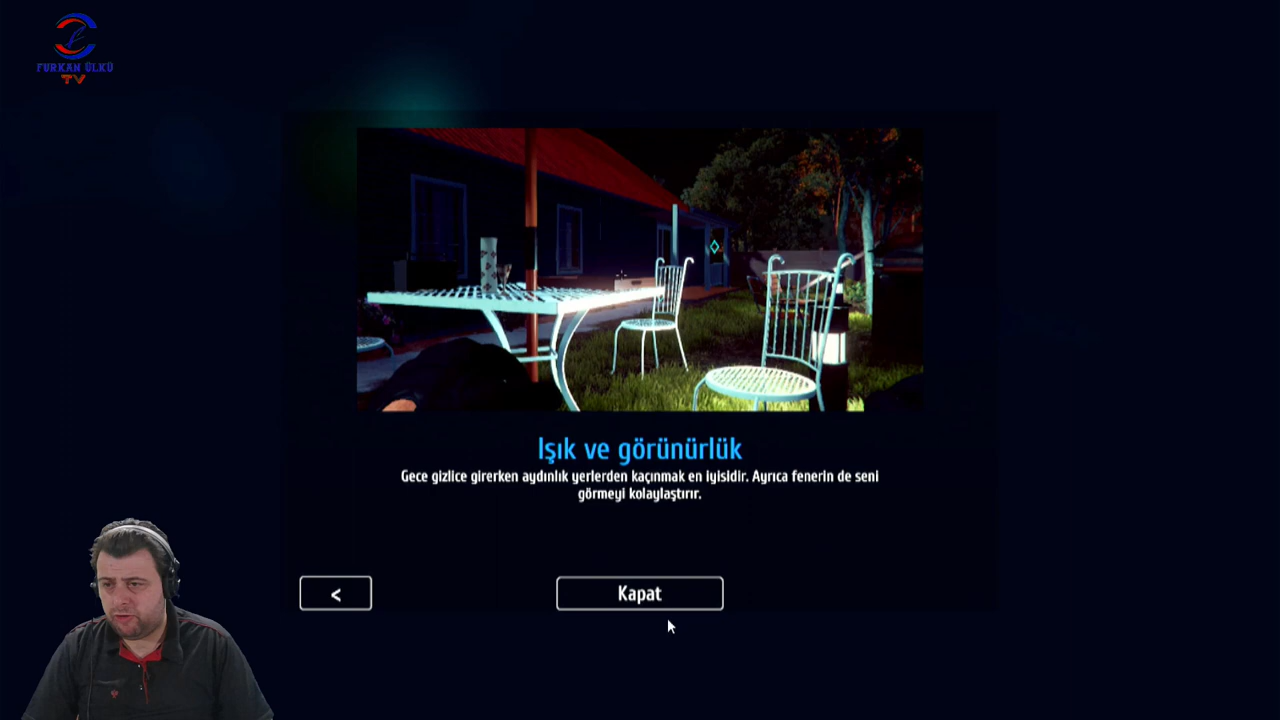 FURKAN ÜLKÜ
TV
Işık ve görünürlük
Gece gizlice girerken aydınlık yerlerden kaçınmak en iyisidir. Ayrıca fenerin de seni
görmeyi kolaylaştırır.
<
Kapat